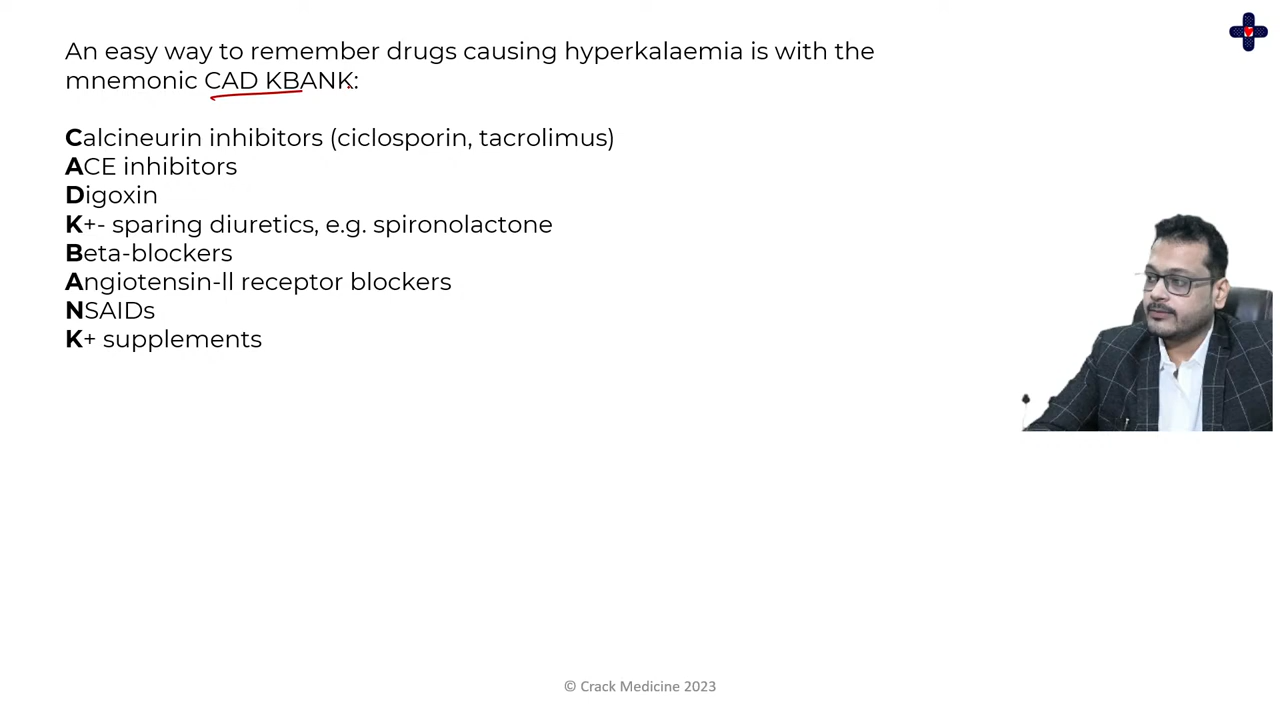 An easy way to remember drugs causing hyperkalaemia is with the
mnemonic CAD KBANK:
Calcineurin inhibitors (ciclosporin, tacrolimus)
ACE inhibitors
Digoxin
K+- sparing diuretics, e.g. spironolactone
Beta-blockers
Angiotensin-ll receptor blockers
NSAIDs
K+ supplements
© Crack Medicine 2023